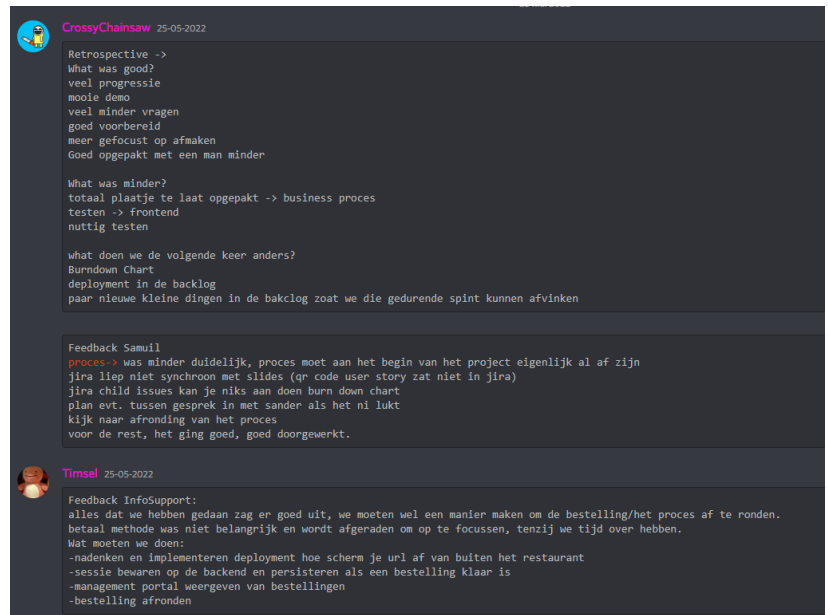 CrossyChainsaw 25-05-2022
Retrospective ->
What was good?
veel progressie
mooie demo
veel minder vragen
goed voorbereid
meer gefocust op afmaken
Goed opgepakt met een man minder
What was minder?
totaal plaatje te laat opgepakt -> business proces
testen -> frontend
nuttig testen
what doen we de volgende keer anders?
Burndown Chart
deployment in de backlog
paar nieuwe kleine dingen in de bakclog zoat we die gedurende spint kunnen afvinken
Feedback Samuil
proces-> was minder duidelijk, proces moet aan het begin van het project eigenlijk al af zijn
jira liep niet synchroon met slides (qr code user story zat niet in jira)
jira child issues kan je niks aan doen burn down chart
plan evt. tussen gesprek in met sander als het ni lukt
kijk naar afronding van het proces
voor de rest, het ging goed, goed doorgewerkt.
Timsel 25-05-2022
Feedback InfoSupport:
alles dat we hebben gedaan zag er goed uit, we moeten wel een manier maken om de bestelling/het proces af te ronden.
betaal methode was niet belangrijk en wordt afgeraden om op te focussen, tenzij we tijd over hebben.
Wat moeten we doen:
-nadenken en implementeren deployment hoe scherm je url af van buiten het restaurant
-sessie bewaren op de backend en persisteren als een bestelling klaar is
-management portal weergeven van bestellingen
-bestelling afronden